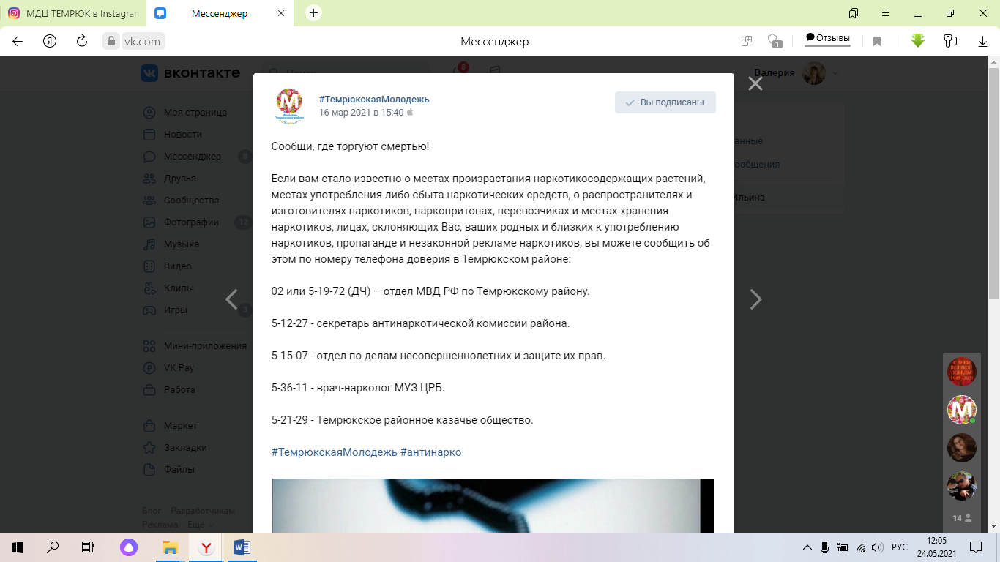 МДЦ ТЕМРЮК в Instagram
Мессенджер
vk.com
Мессенджер
1
Отзывы
вконтакте
Поиск
8
Валерия
Моя страница
Новости
Мессенджер 8
Друзья
Сообщества
Фотографии 12
Музыка
Видео
Клипы
Игры 3
Мини-приложения
VK Pay
Работа
Маркет
Закладки
Файлы
Блог Разработчикам
Реклама Ещё
#ТемрюкскаяМолодежь
16 мар 2021 в 15:40
Вы подписаны
Сообщи, где торгуют смертью!
Если вам стало известно о местах произрастания наркотикосодержащих растений,
местах употребления либо сбыта наркотических средств, о распространителях и
изготовителях наркотиков, наркопритонах, перевозчиках и местах хранения
наркотиков, лицах, склоняющих Вас, ваших родных и близких к употреблению
наркотиков, пропаганде и незаконной рекламе наркотиков, вы можете сообщить об
этом по номеру телефона доверия в Темрюкском районе:
02 или 5-19-72 (ДЧ) – отдел МВД РФ по Темрюкскому району.
5-12-27 - секретарь антинаркотической комиссии района.
5-15-07 - отдел по делам несовершеннолетних и защите их прав.
5-36-11 - врач-нарколог МУЗ ЦРБ.
5-21-29 - Темрюкское районное казачье общество.
#ТемрюкскаяМолодежь #антинарко
анные
ообщения
Ильина
14
РУС
12:05
24.05.2021